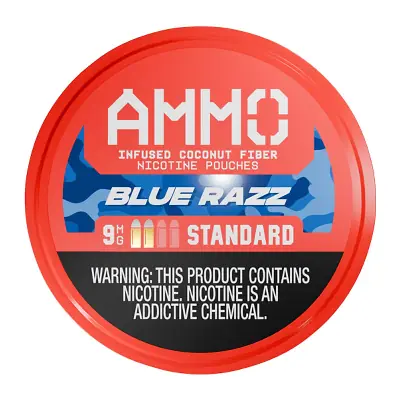 AMMO
INFUSED COCONUT FIBER
NICOTINE POUCHES
BLUE RAZZ
9MG STANDARD
WARNING: THIS PRODUCT CONTAINS
NICOTINE. NICOTINE IS AN
ADDICTIVE CHEMICAL.